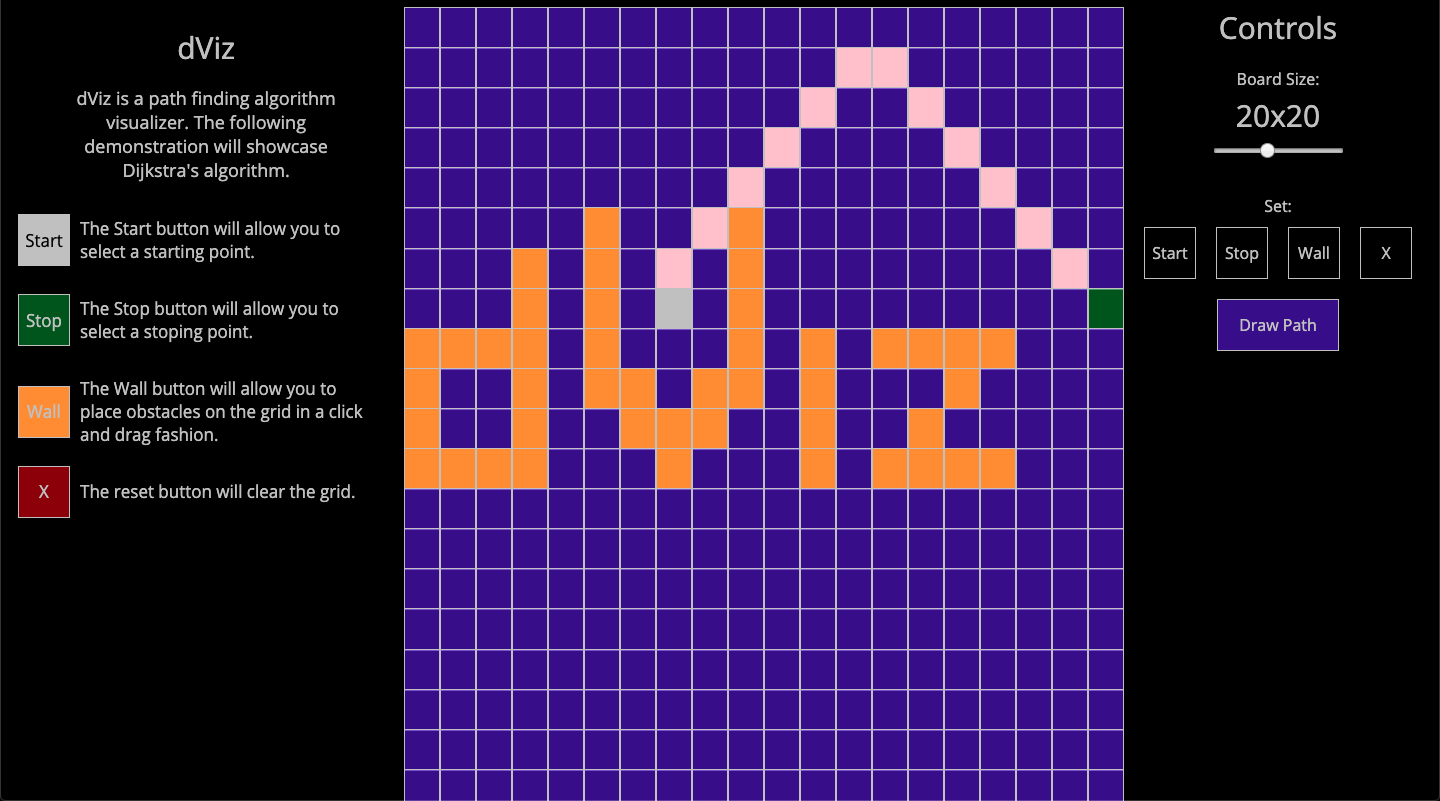 dViz
dViz is a path finding algorithm
visualizer. The following
demonstration will showcase
Dijkstra's algorithm.
Start
The Start button will allow you to
select a starting point.
Stop
The Stop button will allow you to
select a stoping point.
Wall
The Wall button will allow you to
place obstacles on the grid in a click
and drag fashion.
X
The reset button will clear the grid.
dViz
Controls
Board Size:
20x20
Set:
Start Stop Wall X
Draw Path